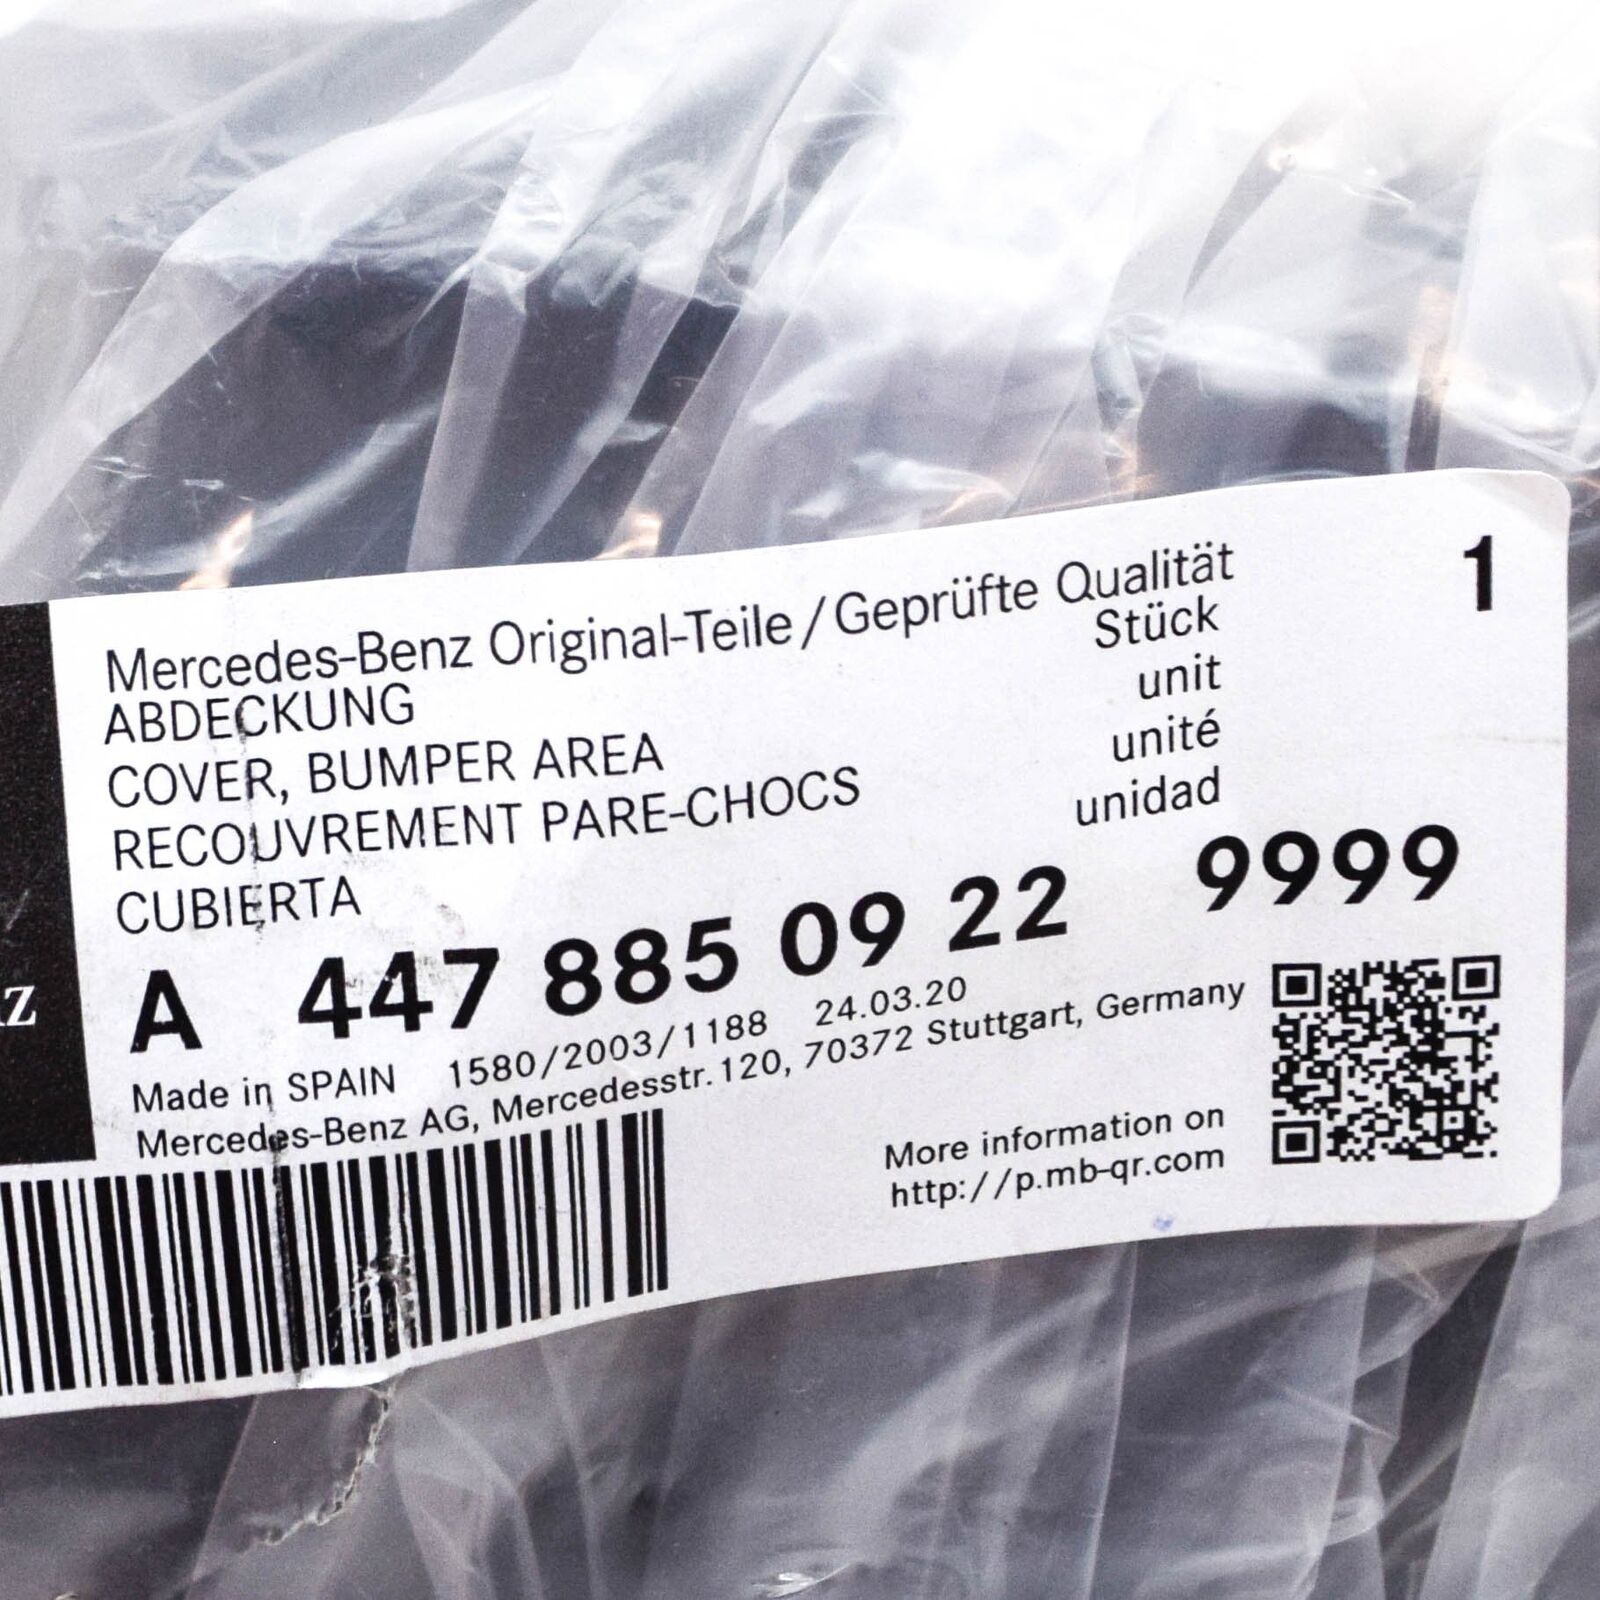 Mercedes-Benz Original-Teile/Geprüfte Qualität 1
ABDECKUNG Stück
COVER, BUMPER AREA unit
RECOUVREMENT PARE-CHOCS unité
CUBIERTA unidad
A 447 885 09 22 9999
Made in SPAIN 1580/2003/1188 24.03.20
Mercedes-Benz AG, Mercedesstr. 120, 70372 Stuttgart, Germany
More information on
http://p.mb-qr.com